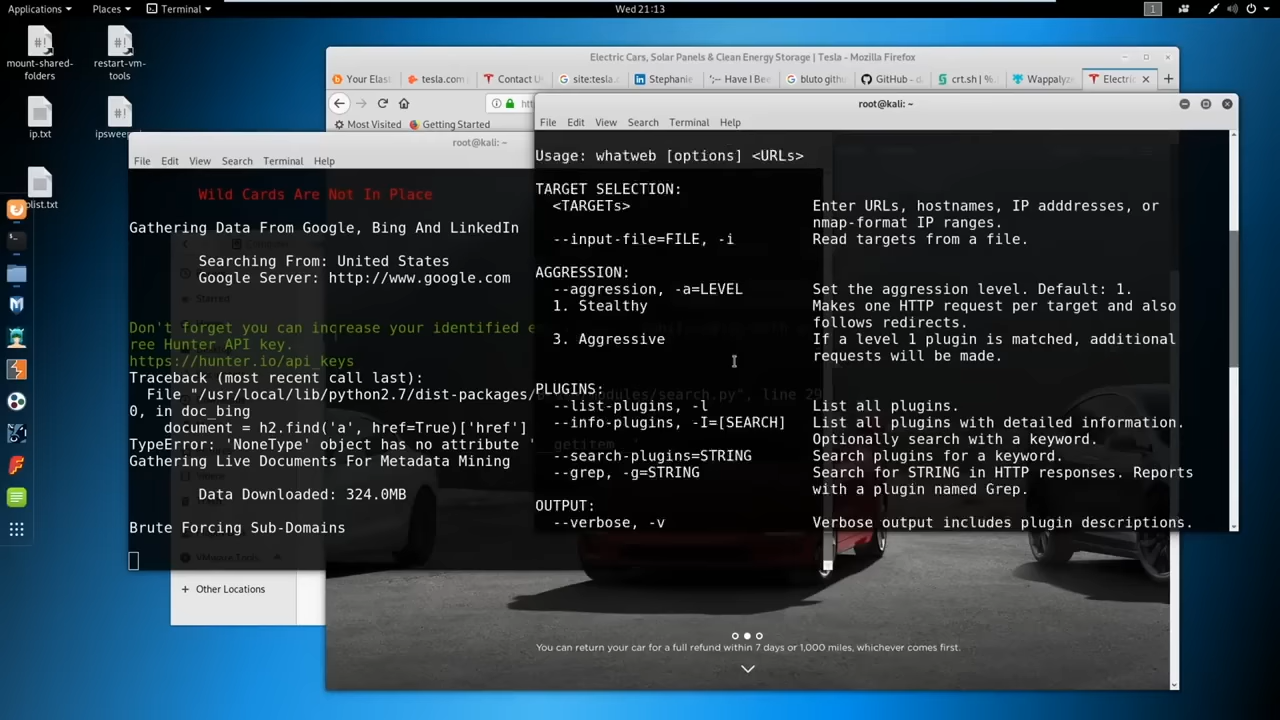 Applications
Places
Terminal
Wed 21:13
1
mount-shared-
folders
restart-vm-
tools
ip.txt
Electric Cars, Solar Panels & Clean Energy Storage | Tesla - Mozilla Firefox
Your Elas
tesla.com
Contact U
site:tesla.
Stephanie
Have I Bee
bluto github
GitHub - d
crt.sh | %.
Wappalyze
Electric
Most Visited
Getting Started
root@kali: ~
File Edit View Search Terminal Help
Wild Cards Are Not In Place
Gathering Data From Google, Bing And LinkedIn
Searching From: United States
Google Server: http://www.google.com
Don't forget you can increase your identified e
ree Hunter API key.
https://hunter.io/api_keys
Traceback (most recent call last):
File "/usr/local/lib/python2.7/dist-packages/
0, in doc_bing
document = h2.find('a', href=True)['href']
TypeError: 'NoneType' object has no attribute '
Gathering Live Documents For Metadata Mining
Data Downloaded: 324.0MB
Brute Forcing Sub-Domains
Other Locations
root@kali: ~
File Edit View Search Terminal Help
Usage: whatweb [options] <URLs>
TARGET SELECTION:
<TARGETs> Enter URLs, hostnames, IP adddresses, or
nmap-format IP ranges.
--input-file=FILE, -i Read targets from a file.
AGGRESSION:
--aggression, -a=LEVEL Set the aggression level. Default: 1.
1. Stealthy Makes one HTTP request per target and also
follows redirects.
3. Aggressive If a level 1 plugin is matched, additional
requests will be made.
PLUGINS:
--list-plugins, -l List all plugins.
--info-plugins, -I=[SEARCH] List all plugins with detailed information.
Optionally search with a keyword.
--search-plugins=STRING Search plugins for a keyword.
--grep, -g=STRING Search for STRING in HTTP responses. Reports
with a plugin named Grep.
OUTPUT:
--verbose, -v Verbose output includes plugin descriptions.
You can return your car for a full refund within 7 days or 1,000 miles, whichever comes first.